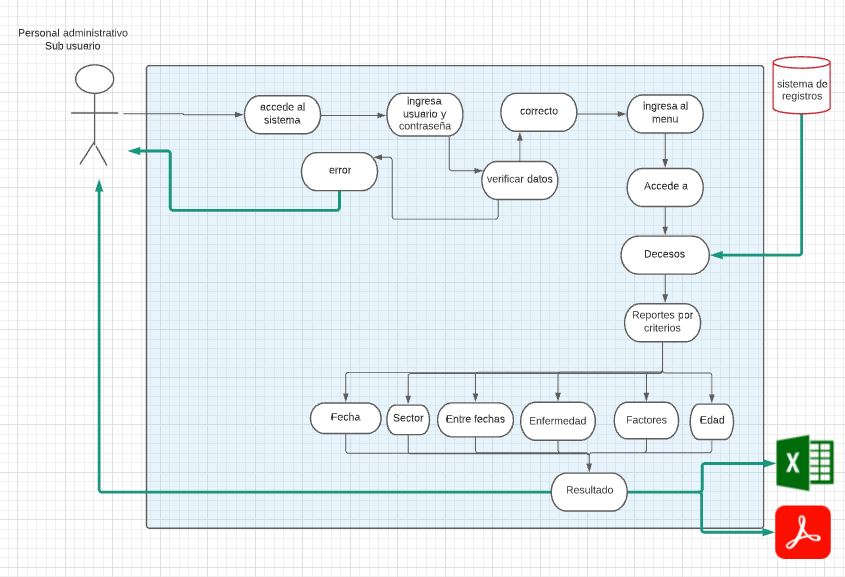 Personal administrativo
Sub usuario
sistema de
registros
accede al
sistema
ingresa
usuario y
contraseña
correcto
ingresa al
menu
error
verificar datos
Accede a
Decesos
Reportes por
criterios
Fecha
Sector
Entre fechas
Enfermedad
Factores
Edad
Resultado
X